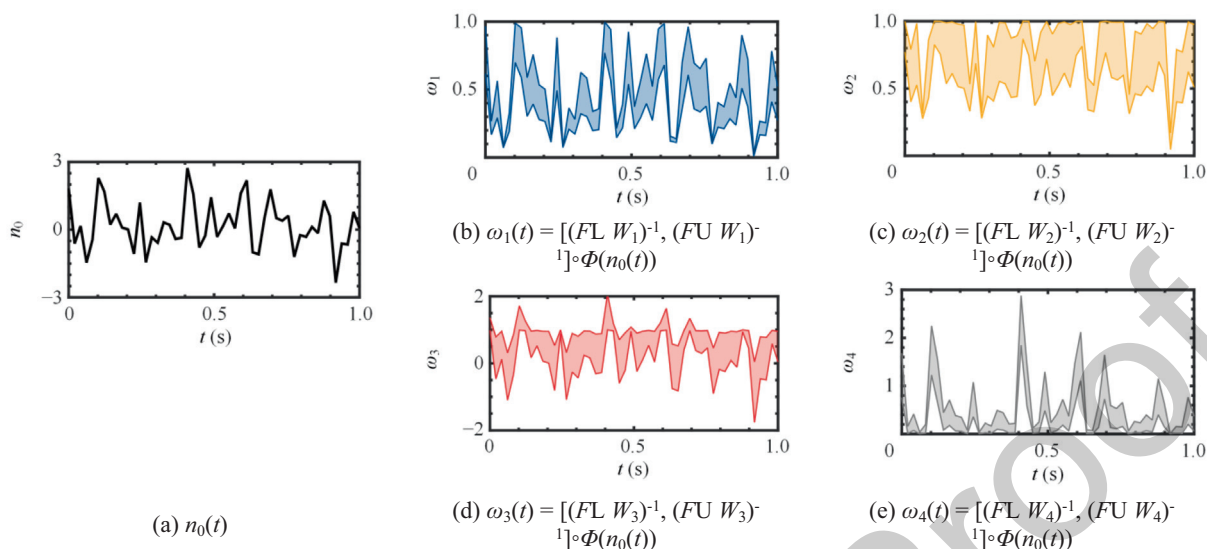 1.0
0.5
ω1
0
0.5
1.0
t (s)
(b) ω1(t) = [(FL W1)-1, (FU W1)-
1]∘Φ(n0(t))
1.0
0.5
ω2
0
0.5
1.0
t (s)
(c) ω2(t) = [(FL W2)-1, (FU W2)-
1]∘Φ(n0(t))
3
0
−3
n0
0
0.5
1.0
t (s)
(a) n0(t)
2
0
−2
ω3
0
0.5
1.0
t (s)
(d) ω3(t) = [(FL W3)-1, (FU W3)-
1]∘Φ(n0(t))
3
2
1
ω4
0
0.5
1.0
t (s)
(e) ω4(t) = [(FL W4)-1, (FU W4)-
1]∘Φ(n0(t))
Proof